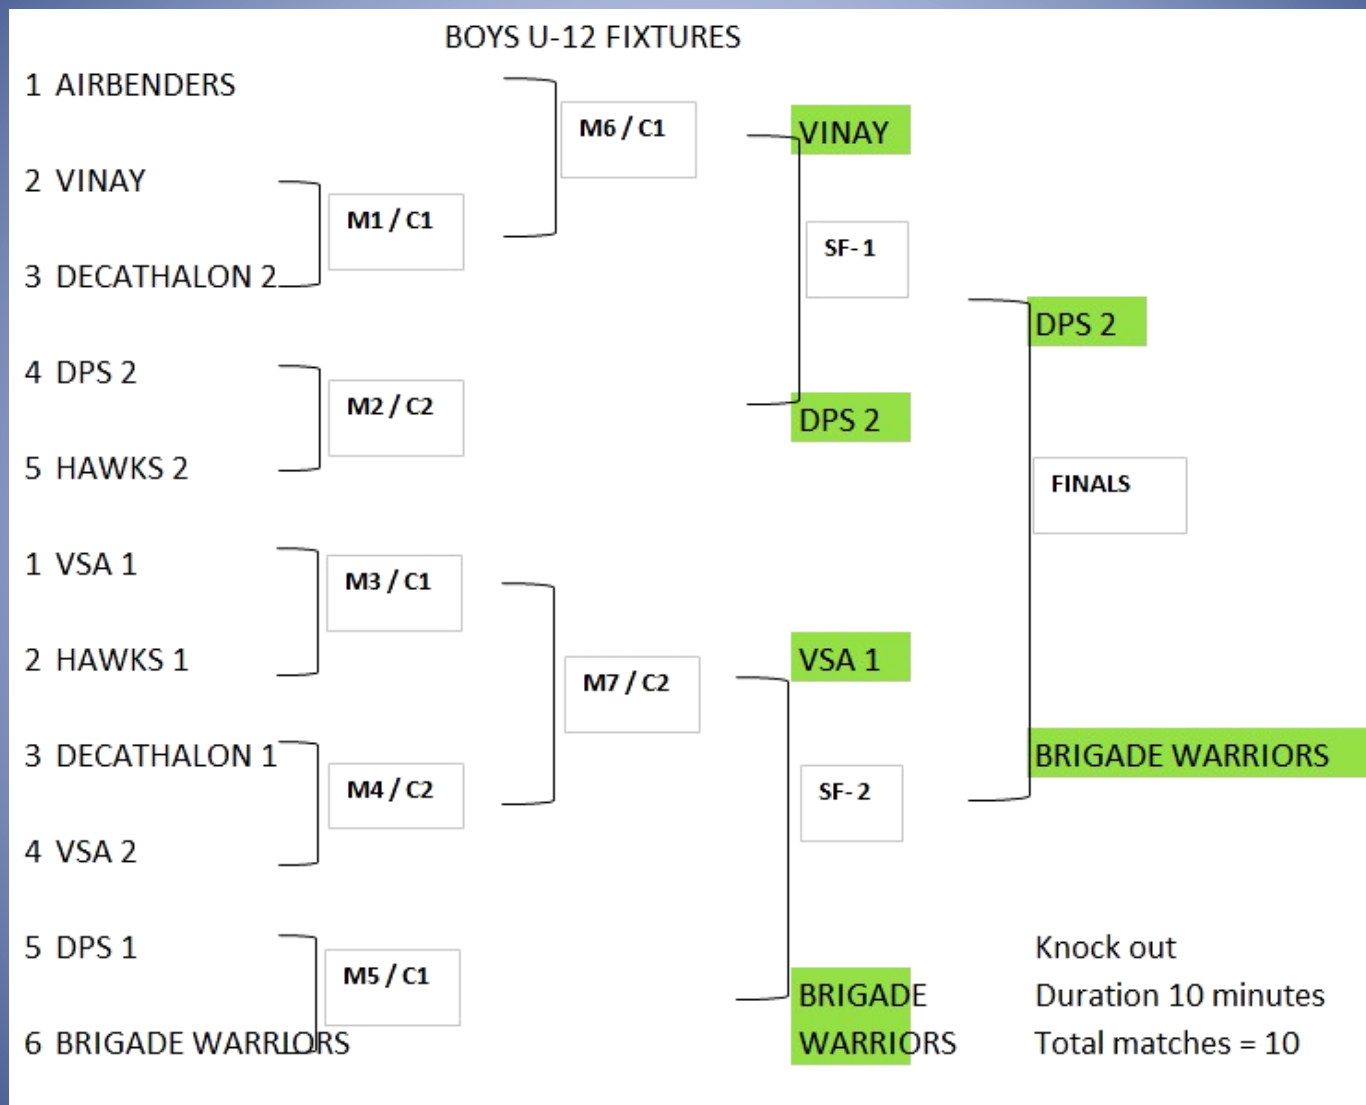 BOYS U-12 FIXTURES
1 AIRBENDERS
M6 / C1
VINAY
2 VINAY
M1 / C1
SF- 1
3 DECATHALON 2
DPS 2
4 DPS 2
M2 / C2
DPS 2
5 HAWKS 2
FINALS
1 VSA 1
M3 / C1
2 HAWKS 1
M7 / C2
VSA 1
3 DECATHALON 1
BRIGADE WARRIORS
M4 / C2
SF- 2
4 VSA 2
5 DPS 1
M5 / C1
6 BRIGADE WARRIORS
BRIGADE
WARRIORS
Knock out
Duration 10 minutes
Total matches = 10